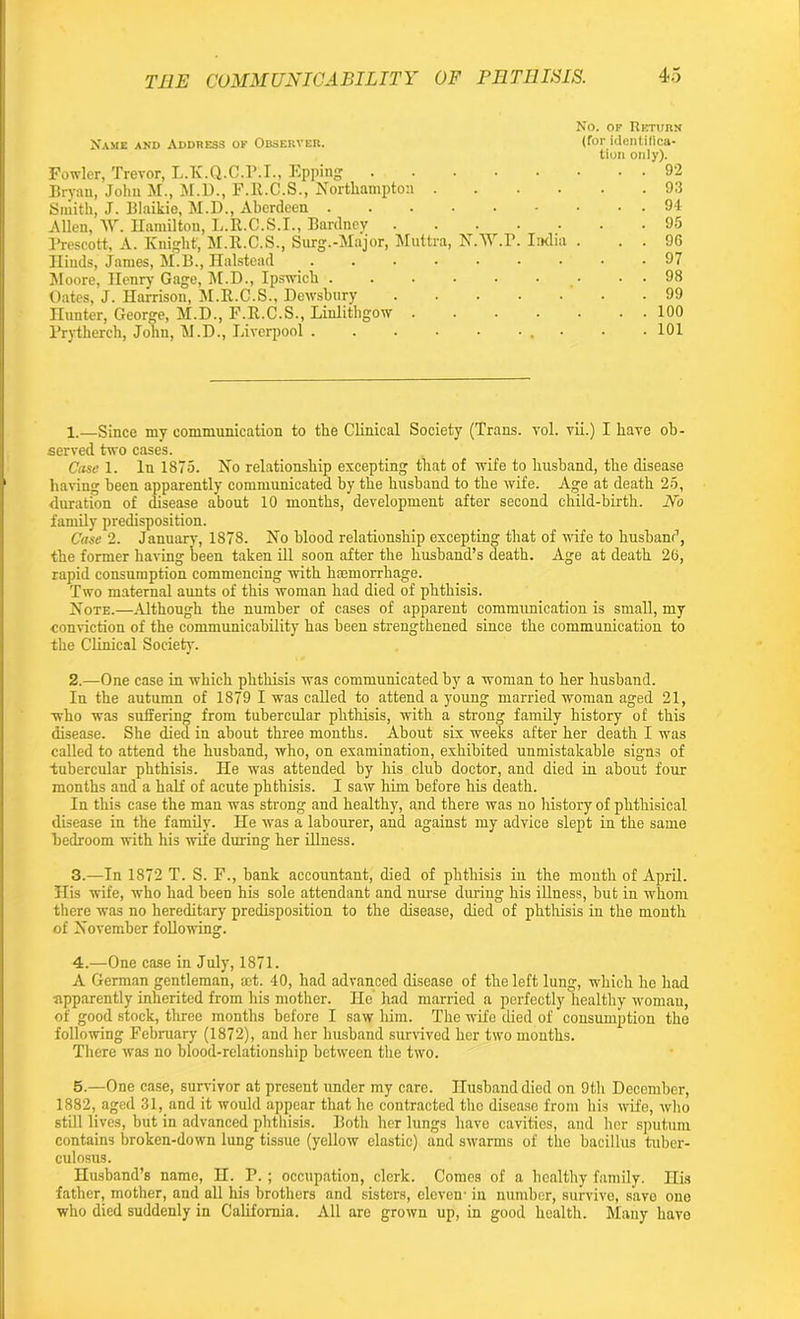 THE COMMUNICABILITY OF PHTHISIS. 45
No. of Return
Name and Address of Observer. (for identifica-
tion only).
Fowler, Trevor, L.K.Q.C.P.I., Epping . . . . . . . . 92
Bryan, John M., M.D., F.R.C.S., Northampton . . . . . . 93
Smith, J. Blaikie, M.D., Aberdeen . . . . . . . . . 94
Allen, W. Hamilton, L.R.C.S.I., Bardney . . . . . . . 95
Prescott, A. Knight, M.R.C.S., Surg.-Major, Muttra, N.W.P. India . . . 96
Hinds, James, M.B., Halstead . . . . . . . . . 97
Moore, Henry Gage, M.D., Ipswich . . . . . . . . . 98
Oates, J. Harrison, M.R.C.S., Dewsbury . . . . . . . 99
Hunter, George, M.D., F.R.C.S., Linlithgow . . . . . . . 100
Prytherch, John, M.D., Liverpool . . . . . . . . . 101
1.—Since my communication to the Clinical Society (Trans. vol. vii.) I have ob-
served two cases.
Case 1. In 1875. No relationship excepting that of wife to husband, the disease
having been apparently communicated by the husband to the wife. Age at death 25,
duration of disease about 10 months, development after second child-birth. No
family predisposition.
Case 2. January, 1878. No blood relationship excepting that of wife to husband,
the former having been taken ill soon after the husband's death. Age at death 26,
rapid consumption commencing with hæmorrhage.
Two maternal aunts of this woman had died of phthisis.
Note.—Although the number of cases of apparent communication is small, my
conviction of the communicability has been strengthened since the communication to
the Clinical Society.
2.—One case in which phthisis was communicated by a woman to her husband.
In the autumn of 1879 I was called to attend a young married woman aged 21,
who was suffering from tubercular phthisis, with a strong family history of this
disease. She died in about three months. About six weeks after her death I was
called to attend the husband, who, on examination, exhibited unmistakable signs of
tubercular phthisis. He was attended by his club doctor, and died in about four
months and a half of acute phthisis. I saw him before his death.
In this case the man was strong and healthy, and there was no history of phthisical
disease in the family. He was a labourer, and against my advice slept in the same
bedroom with his wife during her illness.
3.—In 1872 T. S. F., bank accountant, died of phthisis in the month of April.
His wife, who had been his sole attendant and nurse during his illness, but in whom
there was no hereditary predisposition to the disease, died of phthisis in the month
of November following.
4.—One case in July, 1871.
A German gentleman, æt. 40, had advanced disease of the left lung, which he had
apparently inherited from his mother. He had married a perfectly healthy woman,
of good stock, three months before I saw him. The wife died of consumption the
following February (1872), and her husband survived her two months.
There was no blood-relationship between the two.
5.—One case, survivor at present under my care. Husband died on 9th December,
1882, aged 31, and it would appear that he contracted the disease from his wife, who
still lives, but in advanced phthisis. Both her lungs have cavities, and her sputum
contains broken-down lung tissue (yellow elastic) and swarms of the bacillus tuber-
culosus.
Husband's name, H. P.; occupation, clerk. Comes of a healthy family. His
father, mother, and all his brothers and sisters, eleven in number, survive, save one
who died suddenly in California. All are grown up, in good health. Many have